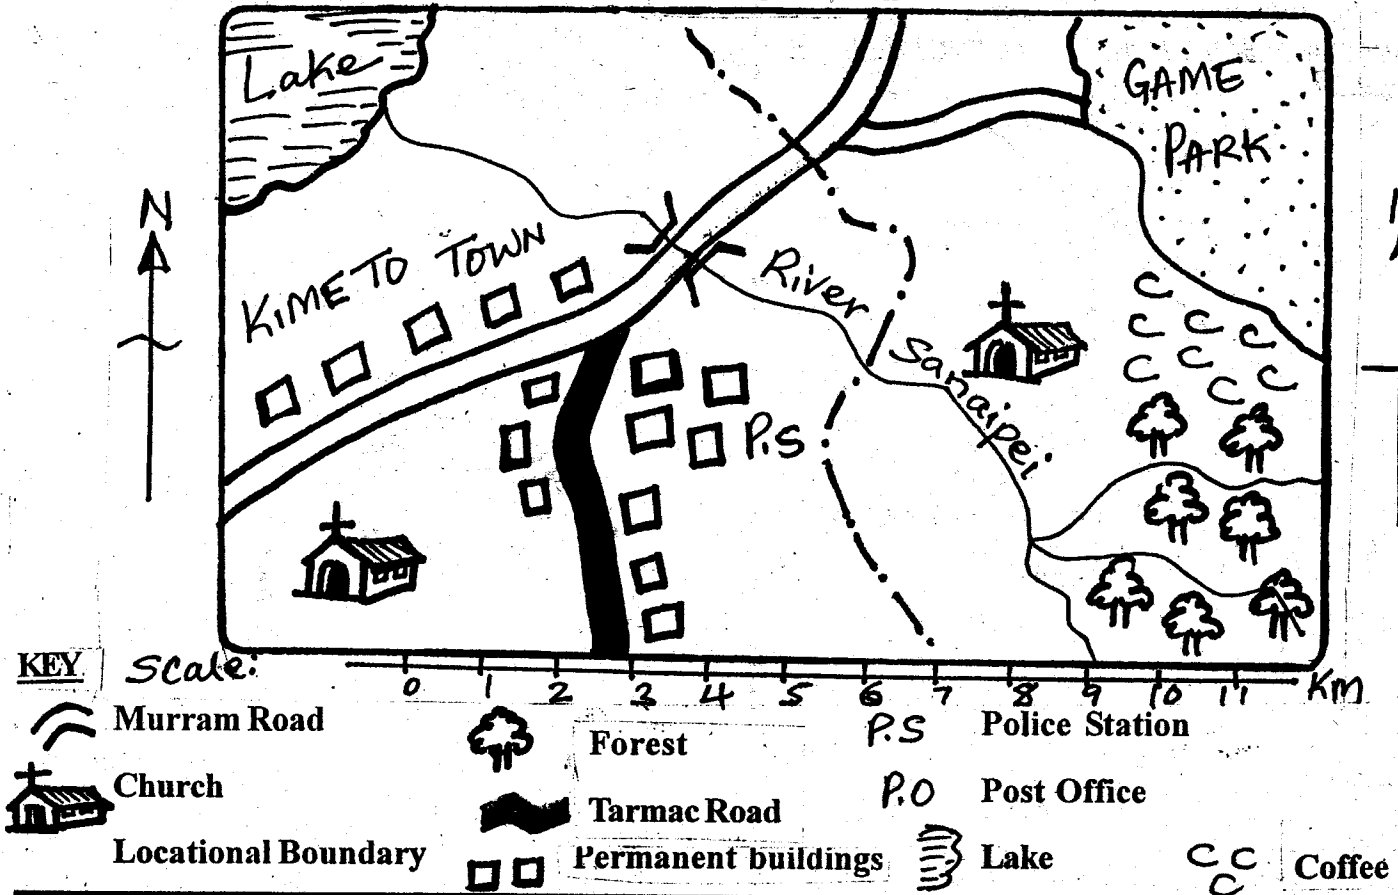 Lake
GAME
PARK
N
KIMETO TOWN
River Sanaipei
P.S
KEY
Scale:
0 1 2 3 4 5 6 7 8 9 10 11 Km
Murram Road
Forest
P.S Police Station
Church
Tarmac Road
P.O Post Office
Locational Boundary
Permanent buildings
Lake
C C C Coffee